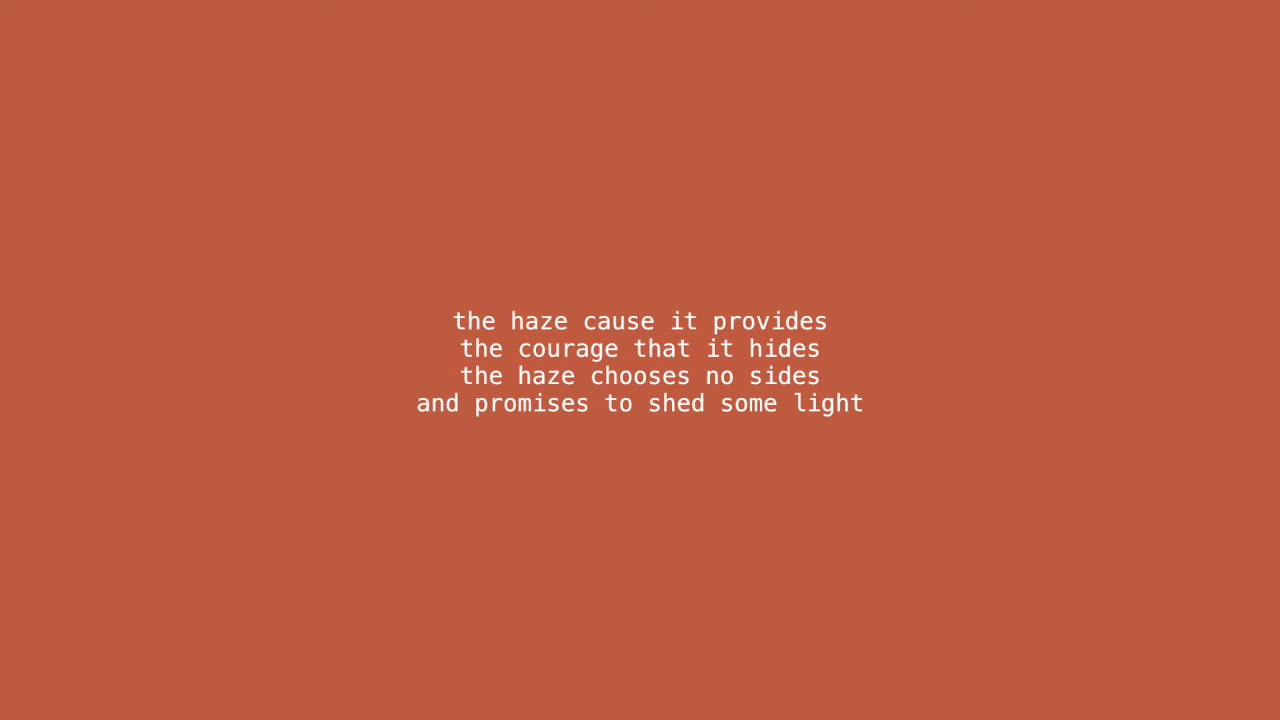 the haze cause it provides
the courage that it hides
the haze chooses no sides
and promises to shed some light